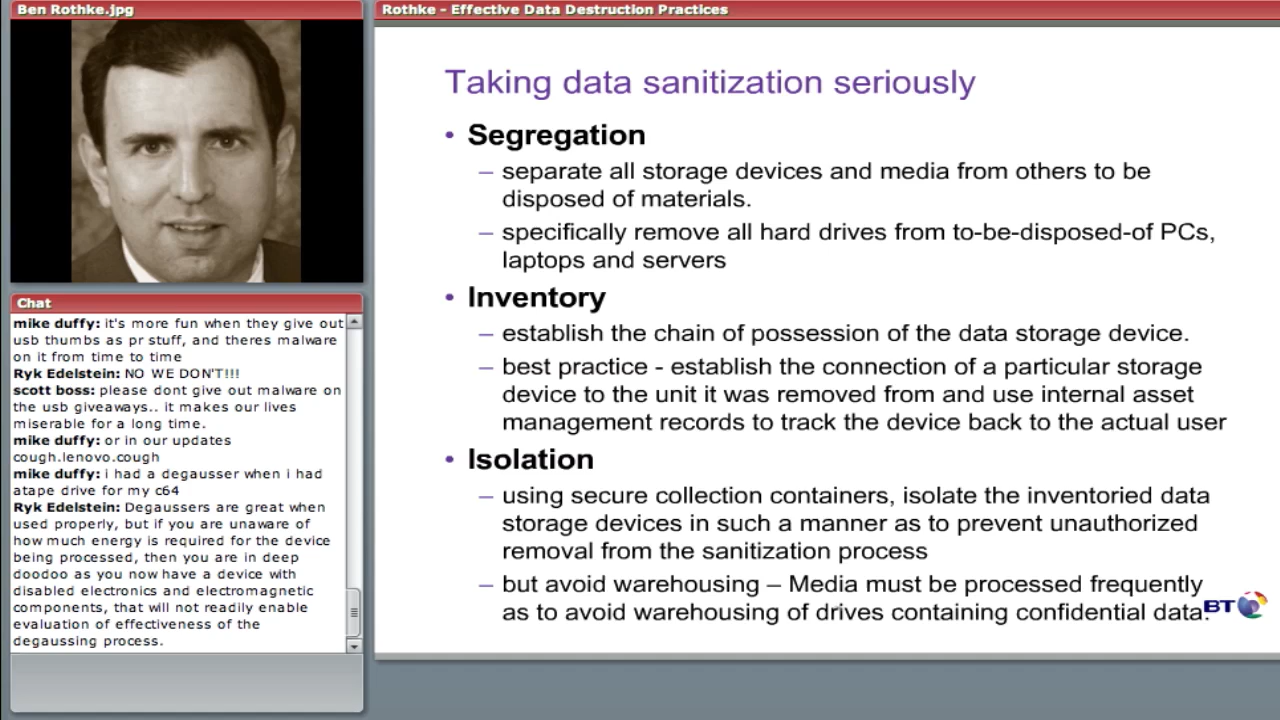 Ben Rothke.jpg
Chat
mike duffy: it's more fun when they give out
usb thumbs as pr stuff, and theres malware
on it from time to time
Ryk Edelstein: NO WE DON'T!!!
scott boss: please dont give out malware on
the usb giveaways.. it makes our lives
miserable for a long time.
mike duffy: or in our updates
cough.lenovo.cough
mike duffy: i had a degausser when i had
atape drive for my c64
Ryk Edelstein: Degaussers are great when
used properly, but if you are unaware of
how much energy is required for the device
being processed, then you are in deep
doodoo as you now have a device with
disabled electronics and electromagnetic
components, that will not readily enable
evaluation of effectiveness of the
degaussing process.
Rothke - Effective Data Destruction Practices
Taking data sanitization seriously
• Segregation
– separate all storage devices and media from others to be
disposed of materials.
– specifically remove all hard drives from to-be-disposed-of PCs,
laptops and servers
• Inventory
– establish the chain of possession of the data storage device.
– best practice - establish the connection of a particular storage
device to the unit it was removed from and use internal asset
management records to track the device back to the actual user
• Isolation
– using secure collection containers, isolate the inventoried data
storage devices in such a manner as to prevent unauthorized
removal from the sanitization process
– but avoid warehousing – Media must be processed frequently
as to avoid warehousing of drives containing confidential data.
BT